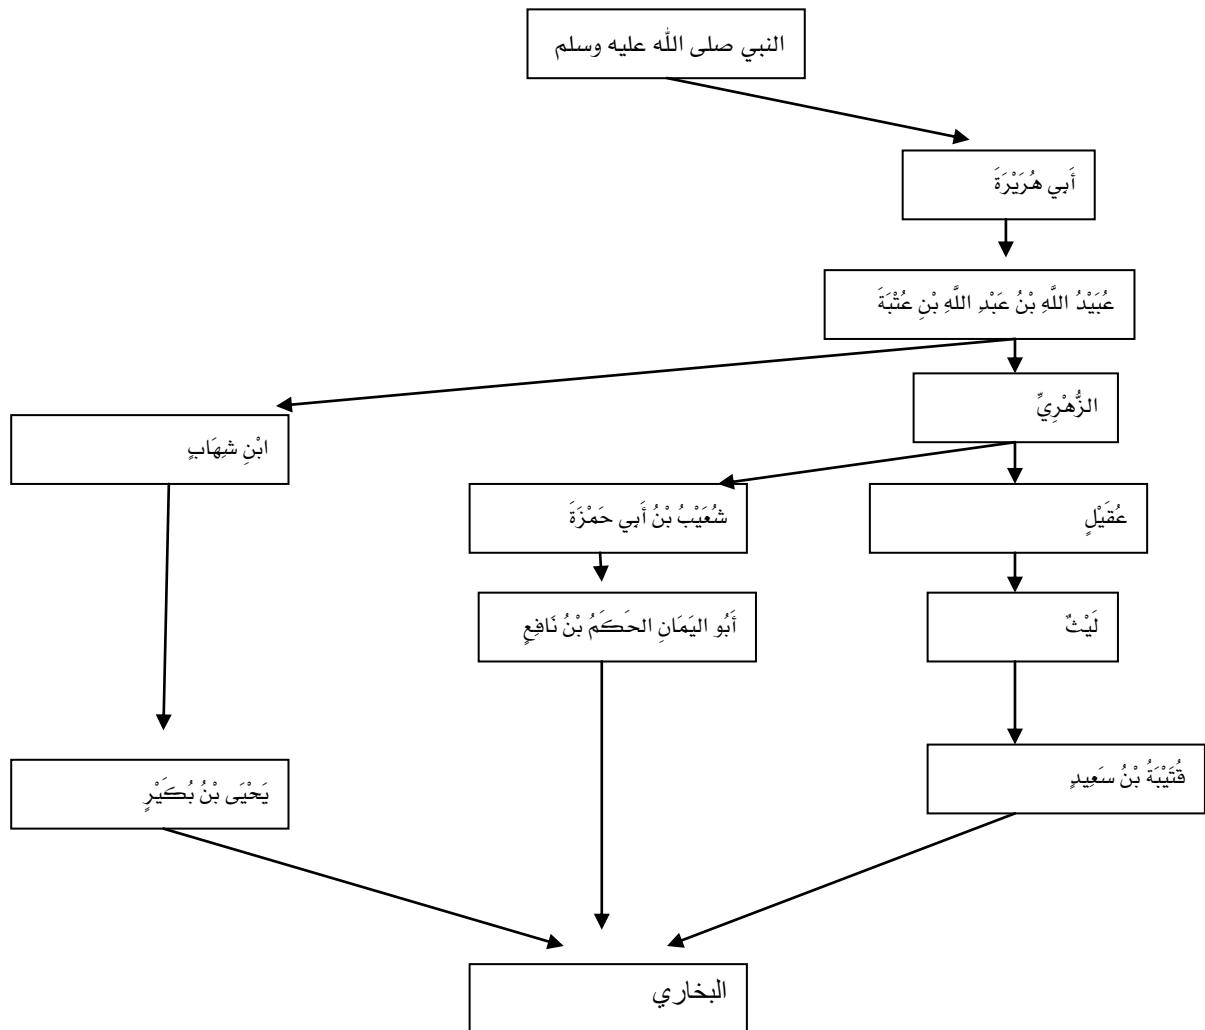 النبي صلى الله عليه وسلم
أَبِي هُرَيْرَةَ
عُبَيْدُ اللَّهِ بْنُ عَبْدِ اللَّهِ بْنِ عُتْبَةَ
الزُّهْرِيِّ
ابْنِ شِهَابٍ
شُعَيْبُ بْنُ أَبِي حَمْزَةَ
عُقَيْلٍ
أَبُو اليَمَانِ الحَكَمُ بْنُ نَافِعٍ
لَيْثٌ
قُتَيْبَةُ بْنُ سَعِيدٍ
يَحْيَى بْنُ بُكَيْرٍ
البخاري